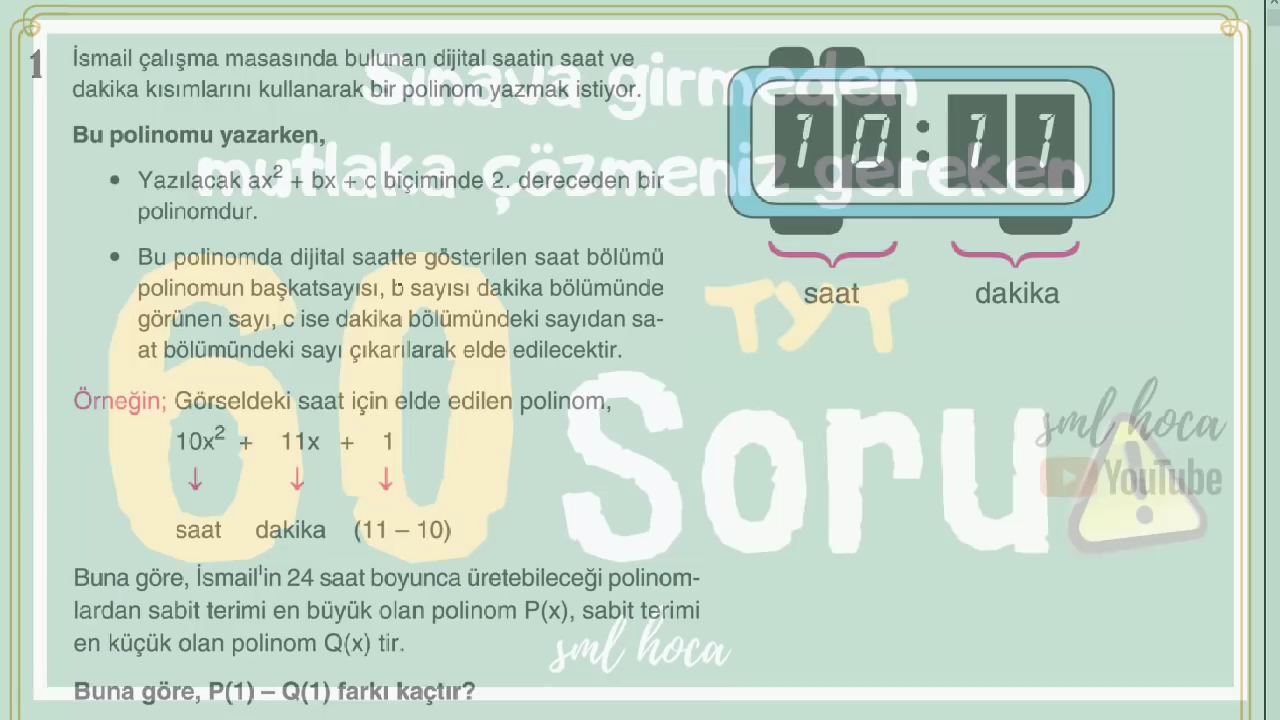 1
İsmail çalışma masasında bulunan dijital saatin saat ve
dakika kısımlarını kullanarak bir polinom yazmak istiyor.
Bu polinomu yazarken,
• Yazılacak ax² + bx + c biçiminde 2. dereceden bir
polinomdur.
• Bu polinomda dijital saatte gösterilen saat bölümü
polinomun başkatsayısı, b sayısı dakika bölümünde
görünen sayı, c ise dakika bölümündeki sayıdan sa-
at bölümündeki sayı çıkarılarak elde edilecektir.
Örneğin; Görseldeki saat için elde edilen polinom,
10x² + 11x + 1
↓ ↓ ↓
saat dakika (11 – 10)
Buna göre, İsmail'in 24 saat boyunca üretebileceği polinom-
lardan sabit terimi en büyük olan polinom P(x), sabit terimi
en küçük olan polinom Q(x) tir.
Buna göre, P(1) – Q(1) farkı kaçtır?
10:11
saat dakika
Sınava girmeden
mutlaka çözmeniz gereken
60 TYT
Soru
sml hoca
YouTube
sml hoca